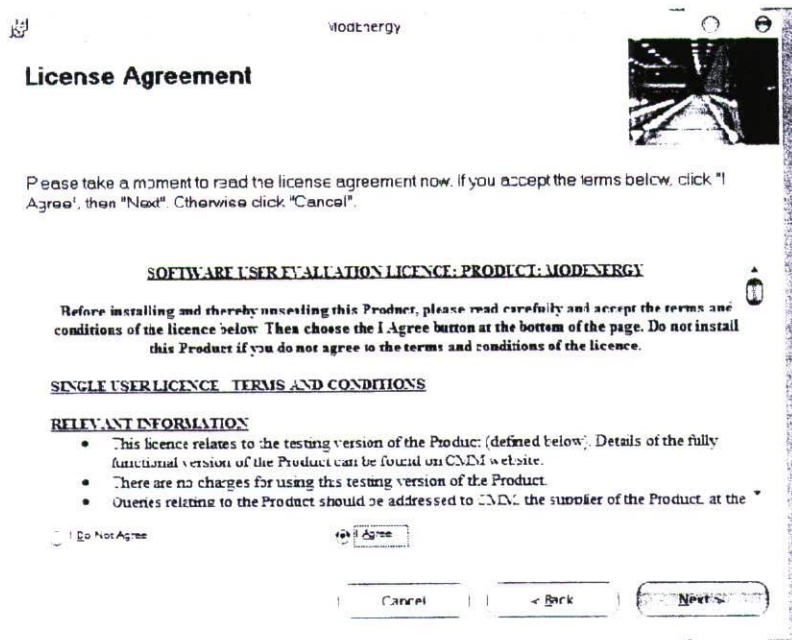 ModEnergy
License Agreement
Please take a moment to read the license agreement now. If you accept the terms below, click "I
Agree", then "Next". Otherwise click "Cancel".
SOFTWARE USER EVALUATION LICENCE: PRODUCT: MODENERGY
Before installing and thereby unsealing this Product, please read carefully and accept the terms and
conditions of the licence below. Then choose the I Agree button at the bottom of the page. Do not install
this Product if you do not agree to the terms and conditions of the licence.
SINGLE USER LICENCE TERMS AND CONDITIONS
RELEVANT INFORMATION
• This licence relates to the testing version of the Product (defined below). Details of the fully
functional version of the Product can be found on CMM website.
• There are no charges for using this testing version of the Product.
• Queries relating to the Product should be addressed to CMM, the supplier of the Product, at the
I Do Not Agree
I Agree
Cancel
< Back
Next >